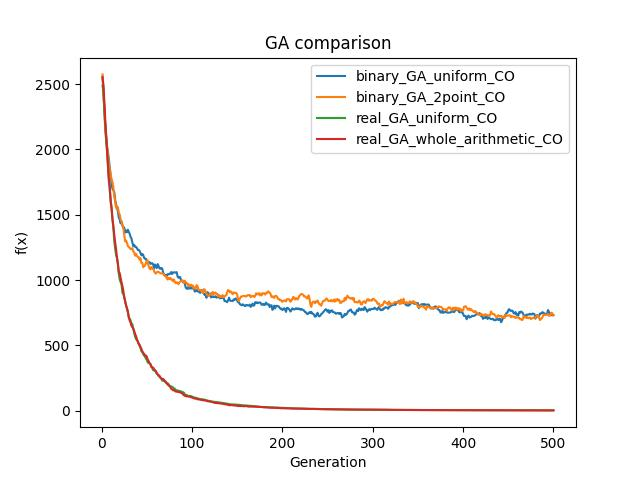 GA comparison
binary_GA_uniform_CO
binary_GA_2point_CO
real_GA_uniform_CO
real_GA_whole_arithmetic_CO
2500
2000
1500
1000
500
0
f(x)
0 100 200 300 400 500
Generation